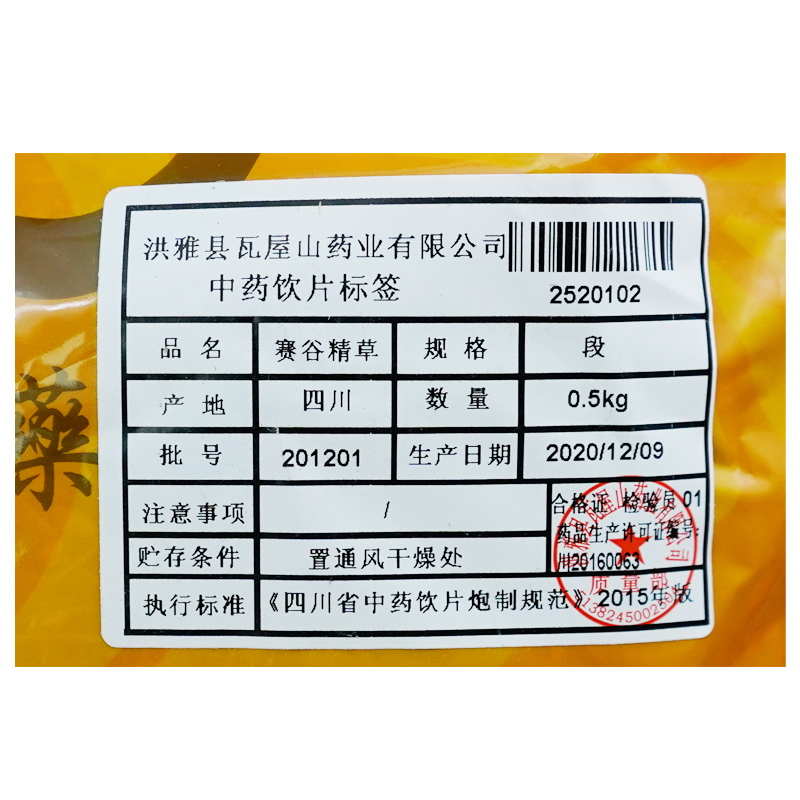 洪雅县瓦屋山药业有限公司
中药饮片标签
2520102
品名 赛谷精草 规格 段
产地 四川 数量 0.5kg
批号 201201 生产日期 2020/12/09
注意事项 /
合格证 检验员 01
药品生产许可证编号:
川20160063
贮存条件 置通风干燥处
执行标准 《四川省中药饮片炮制规范》 2015年版
质量部
藥